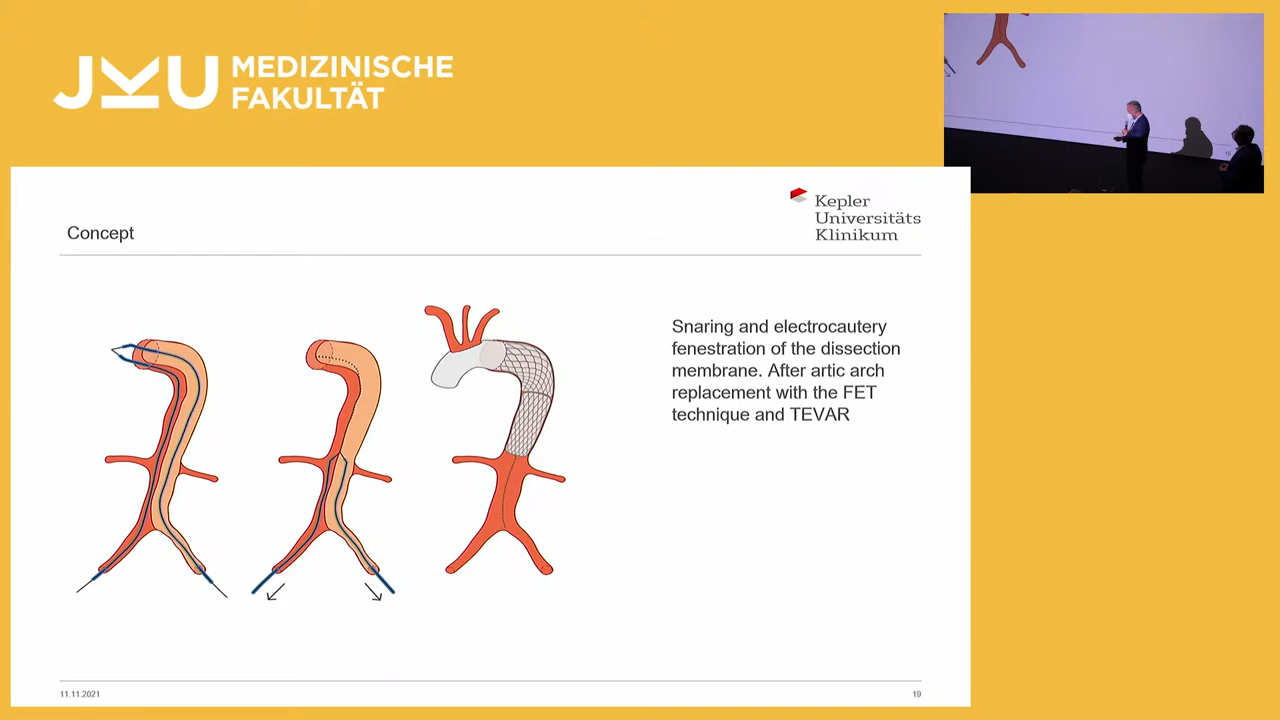 JKU MEDIZINISCHE
FAKULTÄT
Kepler
Universitäts
Klinikum
Concept
Snaring and electrocautery
fenestration of the dissection
membrane. After artic arch
replacement with the FET
technique and TEVAR
11.11.2021
19